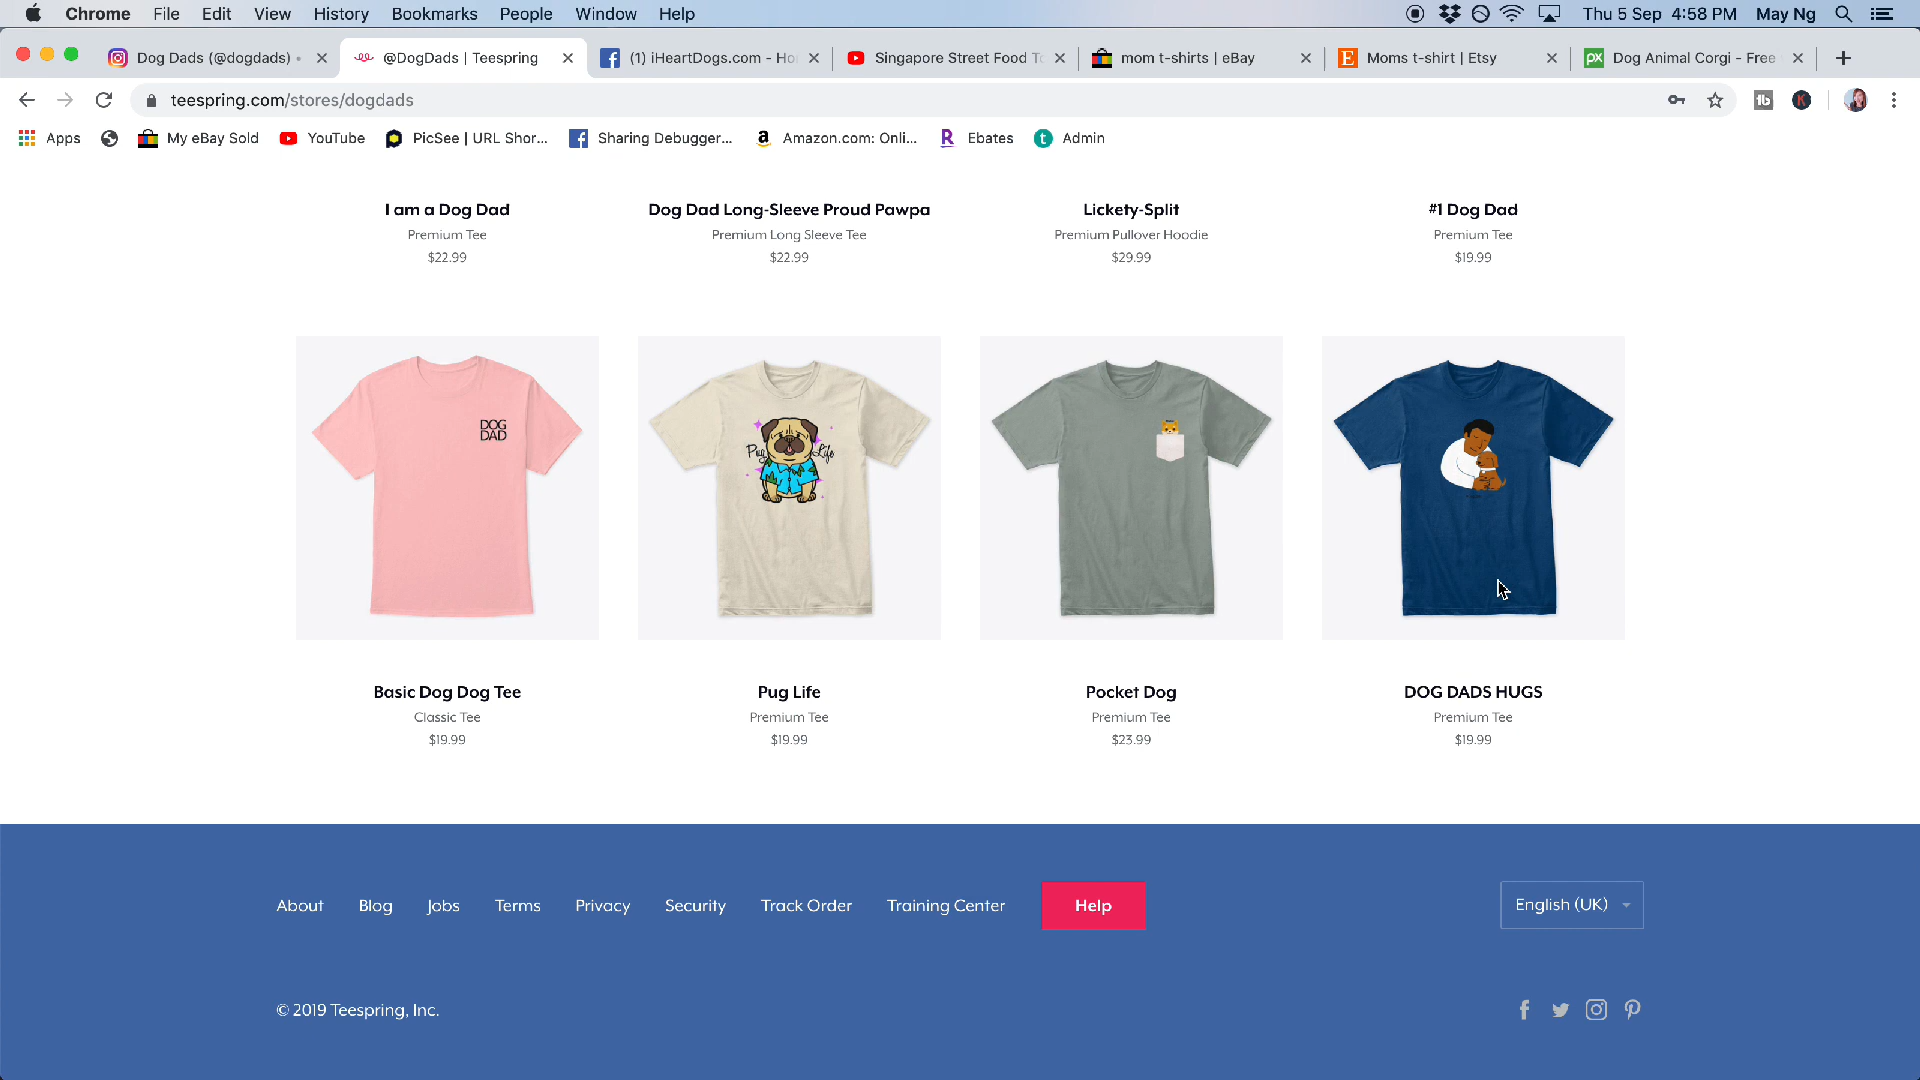 Chrome File Edit View History Bookmarks People Window Help Thu 5 Sep 4:58 PM May Ng
Dog Dads (@dogdads) • @DogDads | Teespring (1) iHeartDogs.com - Ho Singapore Street Food To mom t-shirts | eBay Moms t-shirt | Etsy Dog Animal Corgi - Free
teespring.com/stores/dogdads
Apps My eBay Sold YouTube PicSee | URL Shor... Sharing Debugger... Amazon.com: Onli... Ebates Admin
I am a Dog Dad Dog Dad Long-Sleeve Proud Pawpa Lickety-Split #1 Dog Dad
Premium Tee Premium Long Sleeve Tee Premium Pullover Hoodie Premium Tee
$22.99 $22.99 $29.99 $19.99
DOG
DAD
Pug Life
Basic Dog Dog Tee Pug Life Pocket Dog DOG DADS HUGS
Classic Tee Premium Tee Premium Tee Premium Tee
$19.99 $19.99 $23.99 $19.99
About Blog Jobs Terms Privacy Security Track Order Training Center Help English (UK)
© 2019 Teespring, Inc.